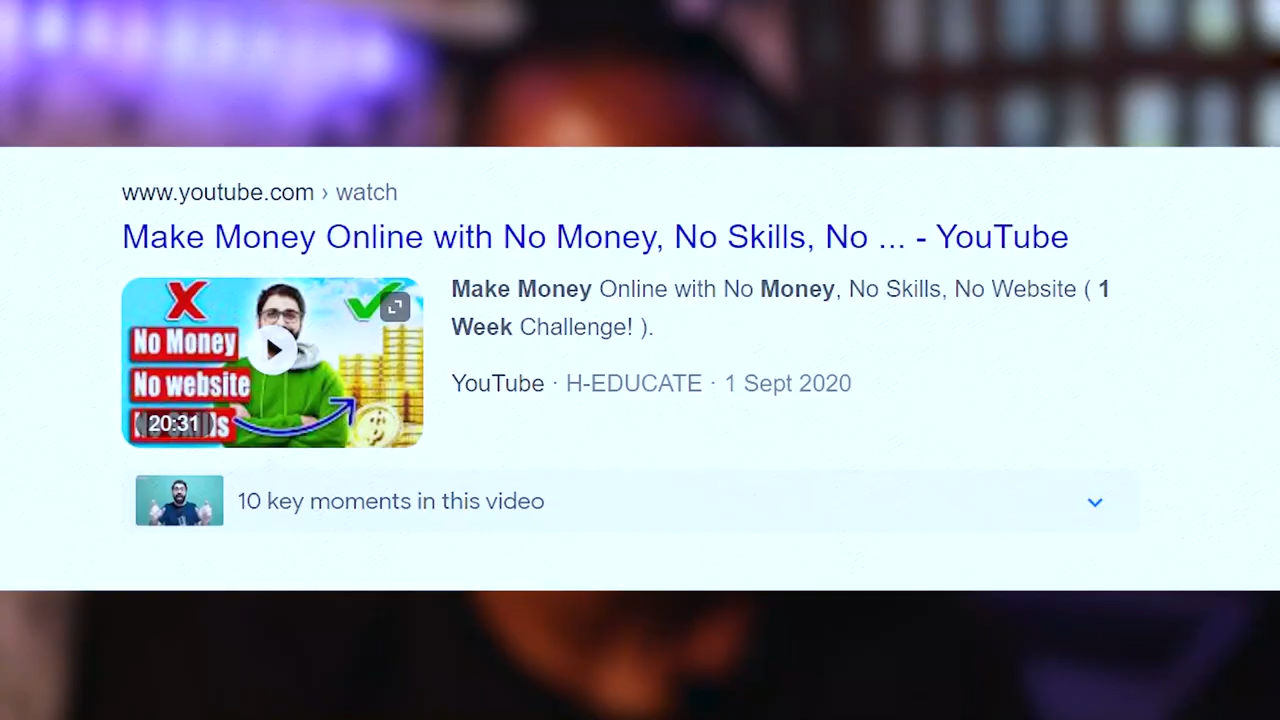 www.youtube.com › watch
Make Money Online with No Money, No Skills, No ... - YouTube
Make Money Online with No Money, No Skills, No Website ( 1
Week Challenge! ).
YouTube · H-EDUCATE · 1 Sept 2020
No Money
No website
20:31
10 key moments in this video